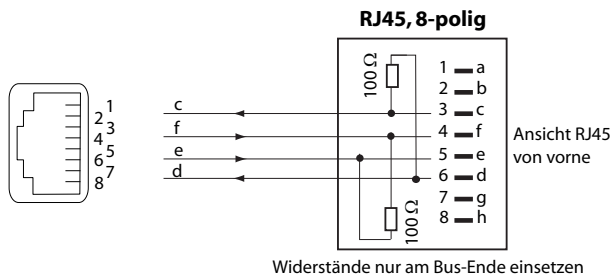 RJ45, 8-polig
100 Ω
1 a
2 b
3 c
4 f
5 e
6 d
7 g
8 h
100 Ω
1
2
3
4
5
6
7
8
c
f
e
d
Ansicht RJ45
von vorne
Widerstände nur am Bus-Ende einsetzen